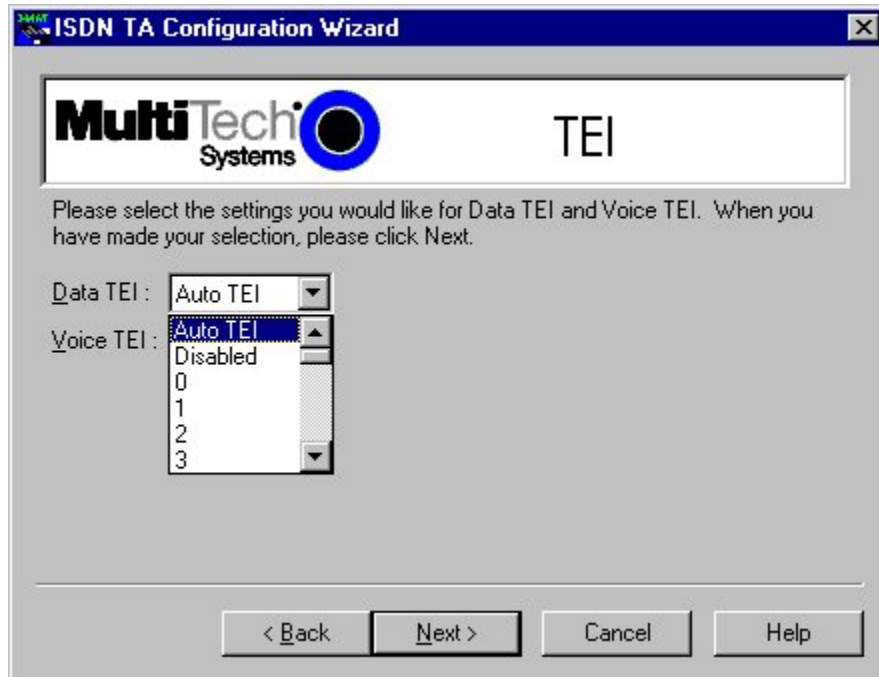 ISDN TA Configuration Wizard
MultiTech
Systems
TEI
Please select the settings you would like for Data TEI and Voice TEI. When you
have made your selection, please click Next.
Data TEI : Auto TEI
Voice TEI :
Auto TEI
Disabled
0
1
2
3
< Back
Next >
Cancel
Help